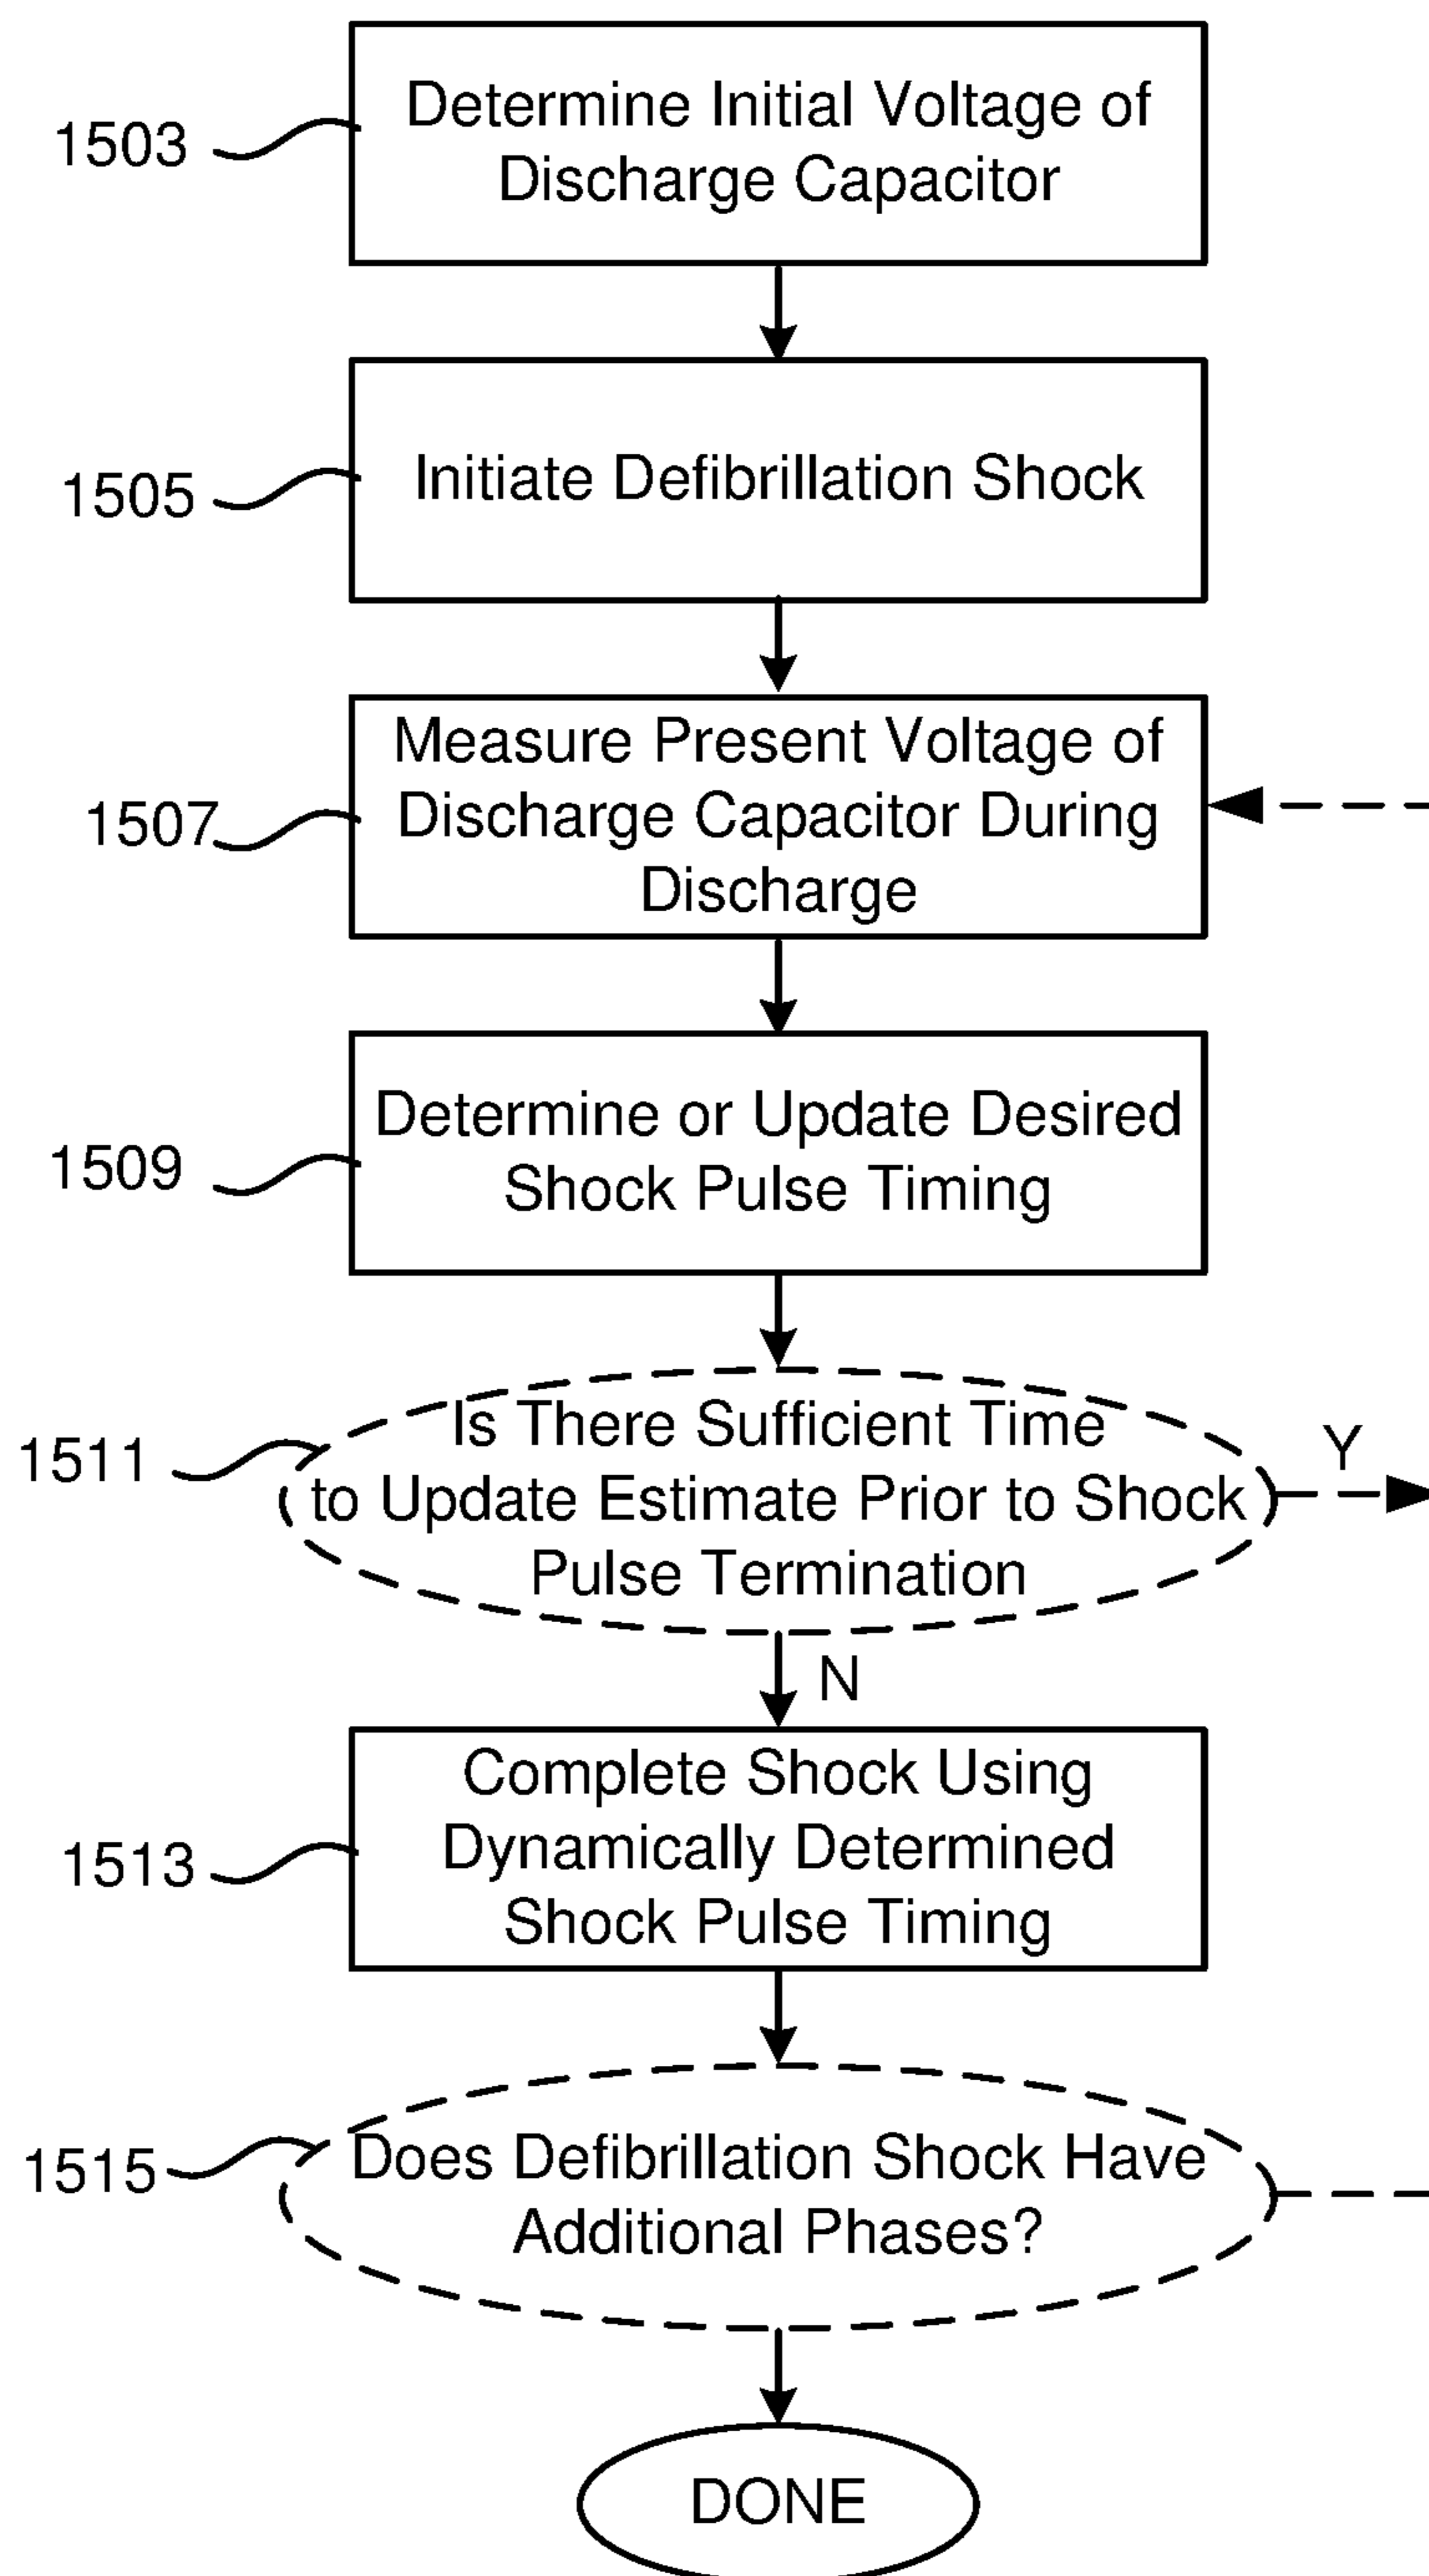 1503
Determine Initial Voltage of
Discharge Capacitor
1505
Initiate Defibrillation Shock
1507
Measure Present Voltage of
Discharge Capacitor During
Discharge
1509
Determine or Update Desired
Shock Pulse Timing
1511
Is There Sufficient Time
to Update Estimate Prior to Shock
Pulse Termination
Y
N
1513
Complete Shock Using
Dynamically Determined
Shock Pulse Timing
1515
Does Defibrillation Shock Have
Additional Phases?
DONE